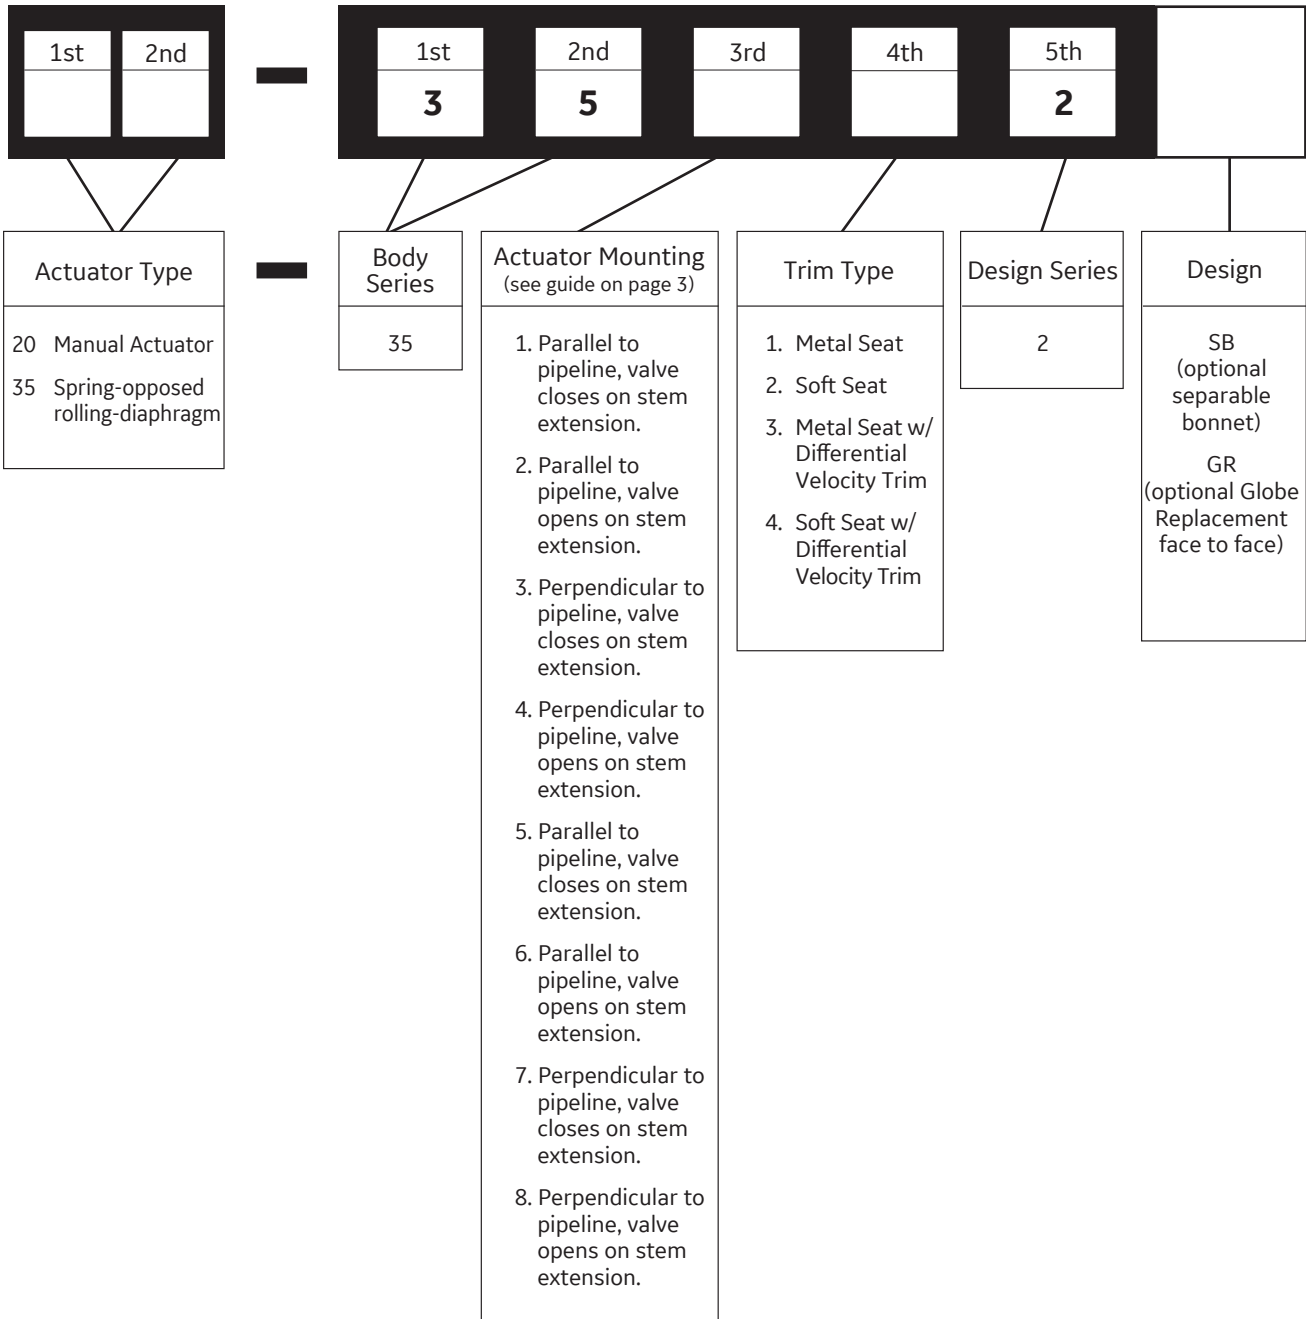 1st 2nd 1st 2nd 3rd 4th 5th
3 5 2
Actuator Type
20 Manual Actuator
35 Spring-opposed
rolling-diaphragm
Body
Series
35
Actuator Mounting
(see guide on page 3)
1. Parallel to
pipeline, valve
closes on stem
extension.
2. Parallel to
pipeline, valve
opens on stem
extension.
3. Perpendicular to
pipeline, valve
closes on stem
extension.
4. Perpendicular to
pipeline, valve
opens on stem
extension.
5. Parallel to
pipeline, valve
closes on stem
extension.
6. Parallel to
pipeline, valve
opens on stem
extension.
7. Perpendicular to
pipeline, valve
closes on stem
extension.
8. Perpendicular to
pipeline, valve
opens on stem
extension.
Trim Type
1. Metal Seat
2. Soft Seat
3. Metal Seat w/
Differential
Velocity Trim
4. Soft Seat w/
Differential
Velocity Trim
Design Series
2
Design
SB
(optional
separable
bonnet)
GR
(optional Globe
Replacement
face to face)